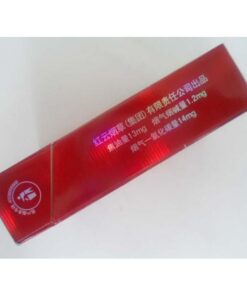 红云烟草(集团)有限责任公司出品
焦油量13mg 烟气烟碱量1.2mg
烟气一氧化碳量14mg